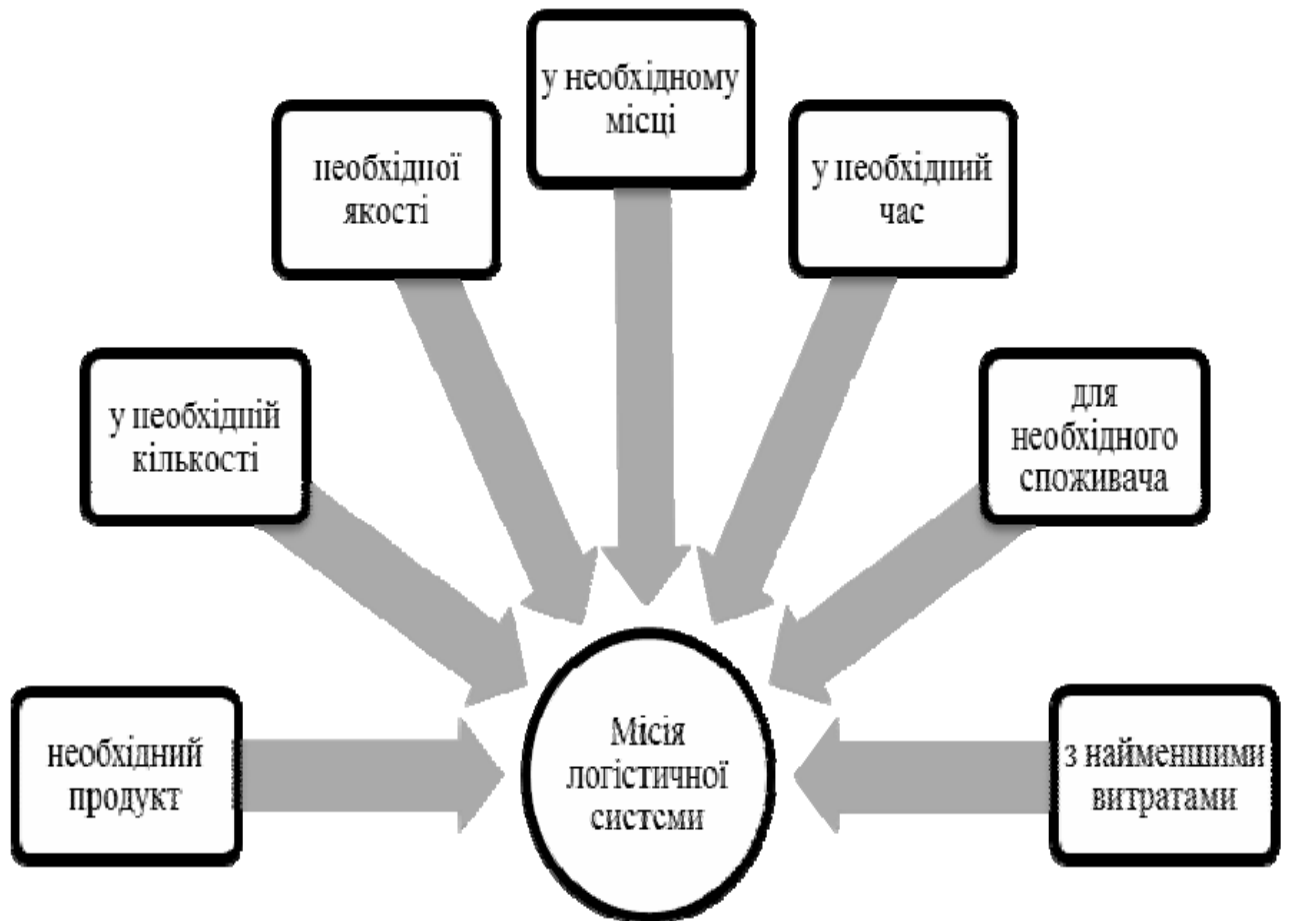 у необхідному
місці
необхідної
якості
у необхідний
час
у необхідній
кількості
для
необхідного
споживача
необхідний
продукт
Місія
логістичної
системи
з найменшими
витратами